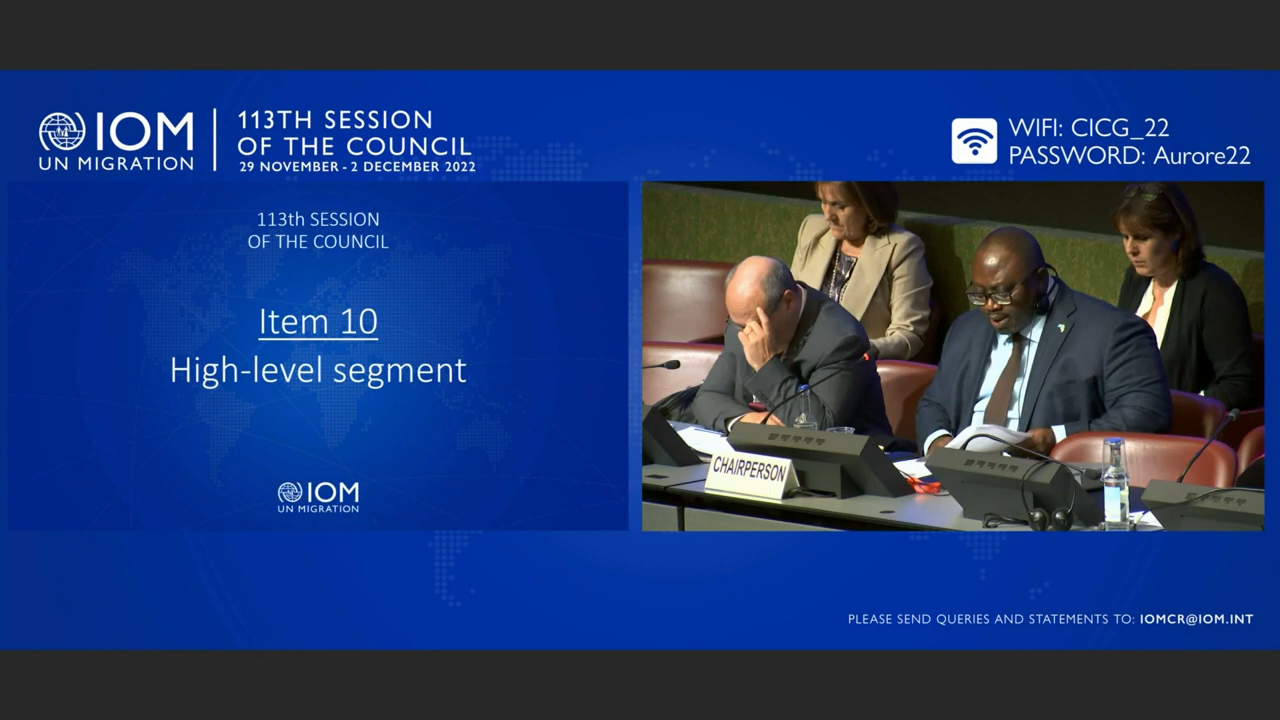 IOM
UN MIGRATION
113TH SESSION
OF THE COUNCIL
29 NOVEMBER - 2 DECEMBER 2022
WIFI: CICG_22
PASSWORD: Aurore22
113th SESSION
OF THE COUNCIL
Item 10
High-level segment
IOM
UN MIGRATION
CHAIRPERSON
PLEASE SEND QUERIES AND STATEMENTS TO: IOMCR@IOM.INT